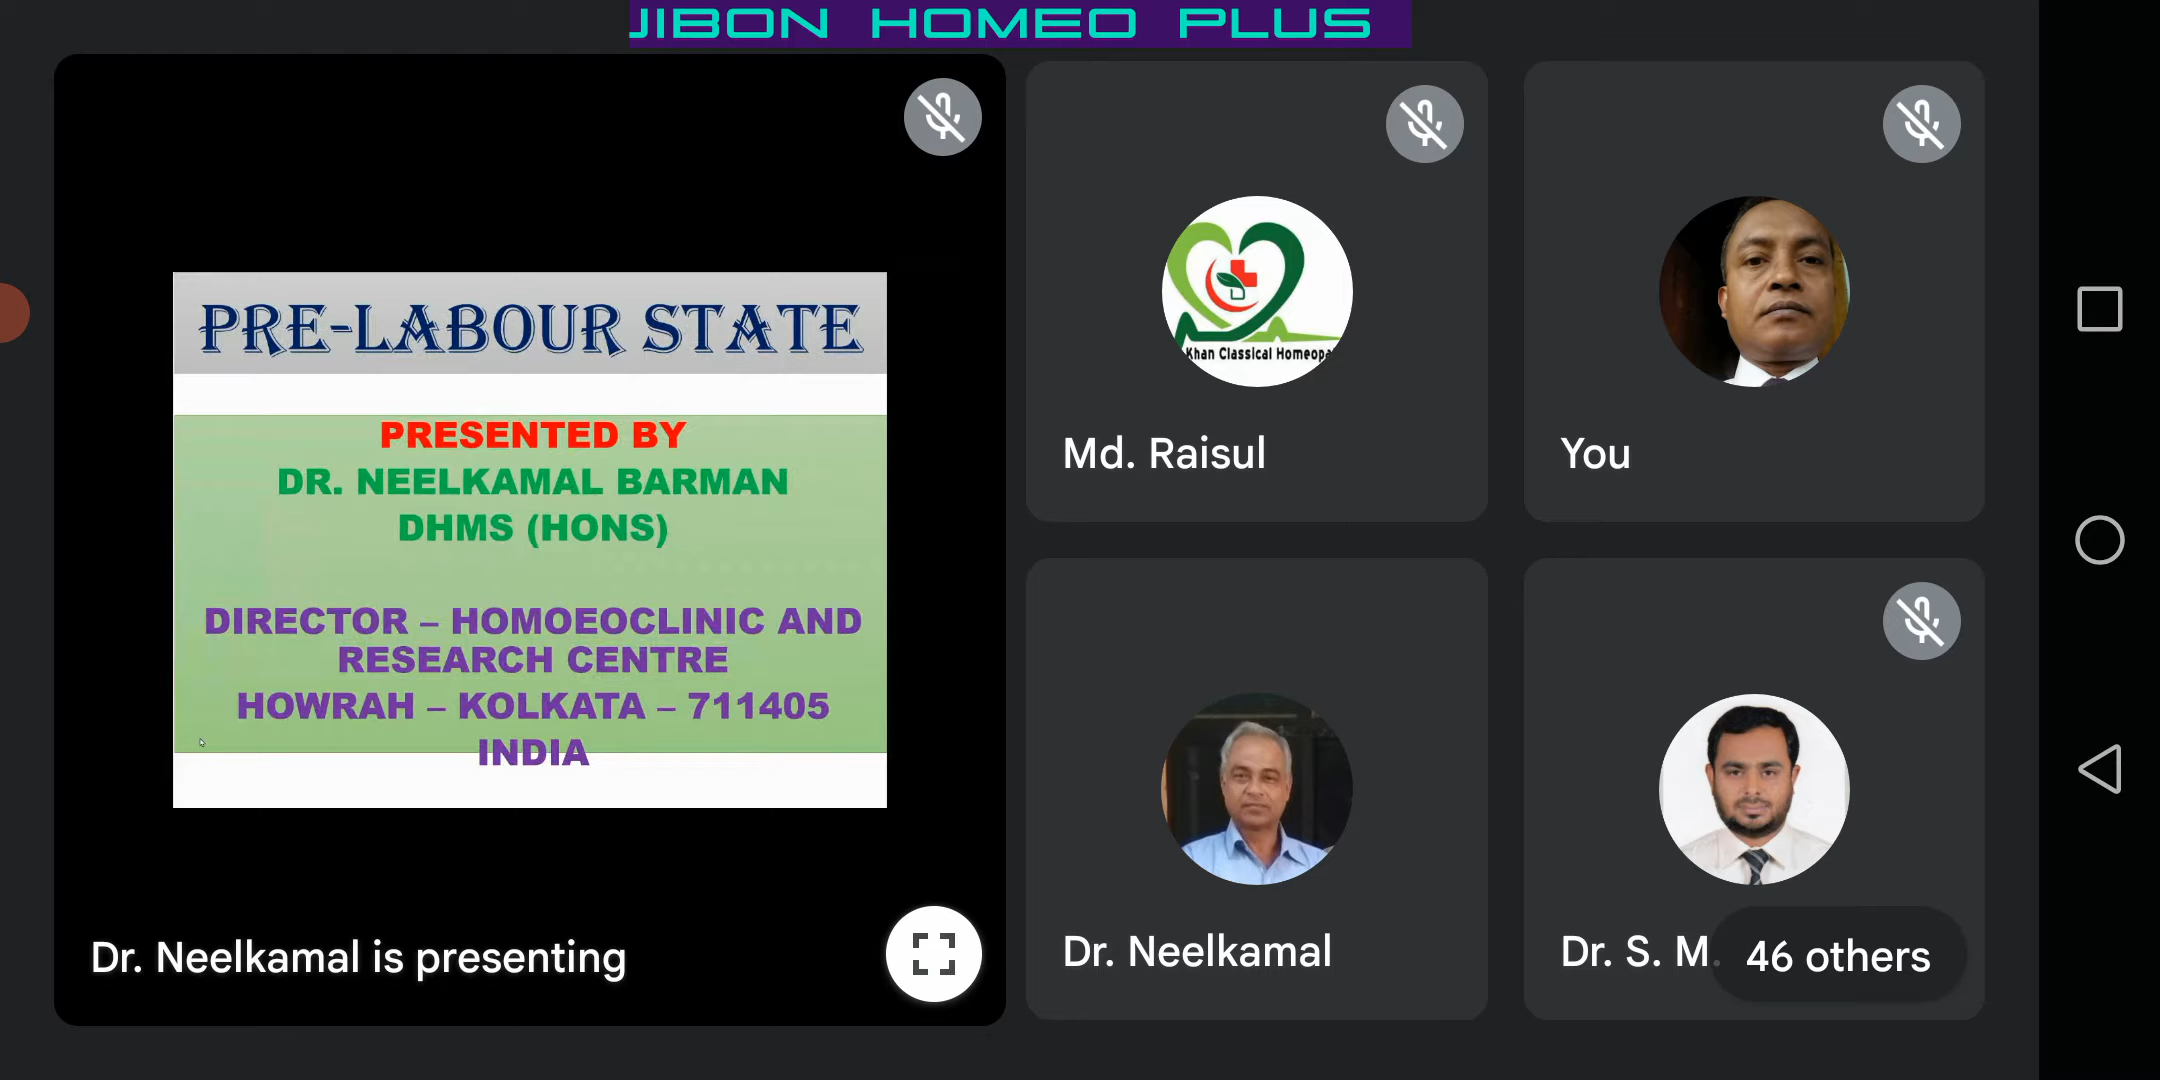 JIBON HOMEO PLUS
PRE-LABOUR STATE
PRESENTED BY
DR. NEELKAMAL BARMAN
DHMS (HONS)
DIRECTOR – HOMOEOCLINIC AND
RESEARCH CENTRE
HOWRAH – KOLKATA – 711405
INDIA
Dr. Neelkamal is presenting
Khan Classical
Md. Raisul
You
Dr. Neelkamal
Dr. S. M.
46 others